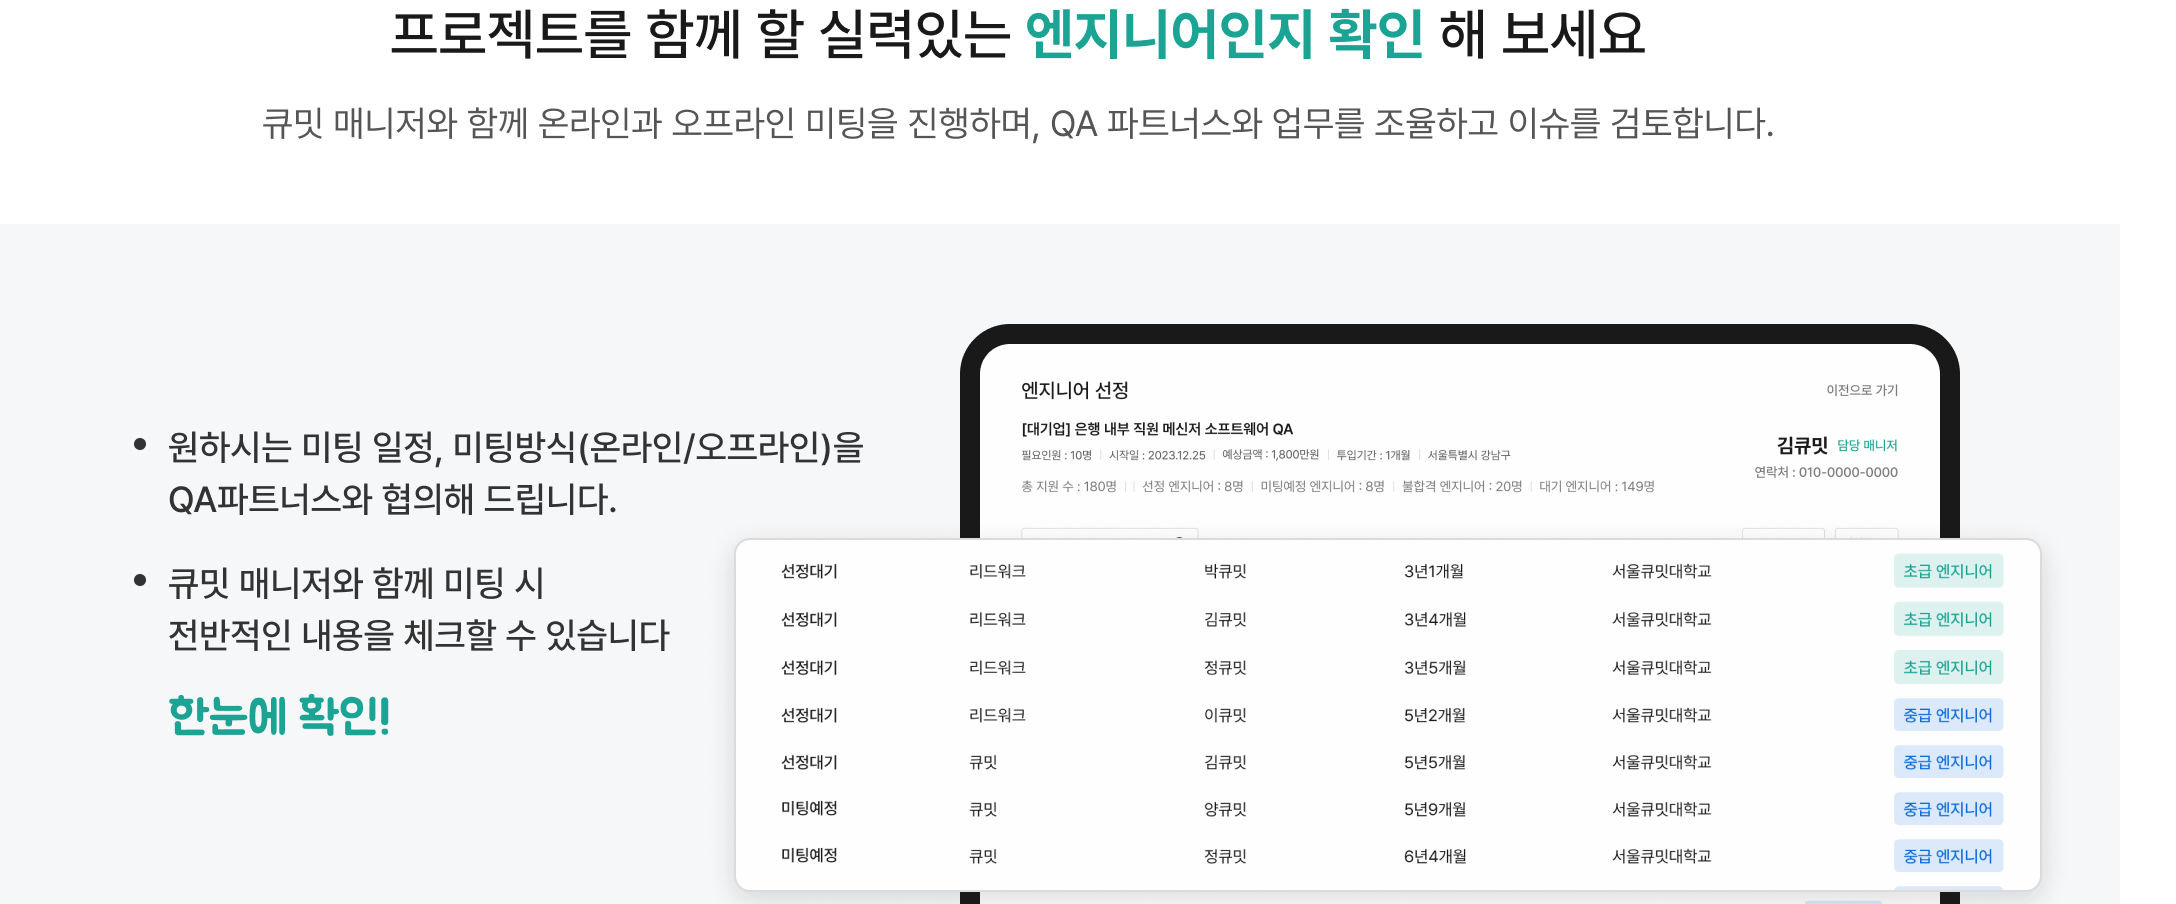 프로젝트를 함께 할 실력있는 엔지니어인지 확인 해 보세요
큐밋 매니저와 함께 온라인과 오프라인 미팅을 진행하며, QA 파트너스와 업무를 조율하고 이슈를 검토합니다.
• 원하시는 미팅 일정, 미팅방식(온라인/오프라인)을
QA파트너스와 협의해 드립니다.
• 큐밋 매니저와 함께 미팅 시
전반적인 내용을 체크할 수 있습니다
한눈에 확인!
엔지니어 선정 이전으로 가기
[대기업] 은행 내부 직원 메신저 소프트웨어 QA
김큐밋 담당 매니저
필요인원 : 10명 | 시작일 : 2023.12.25 | 예상금액 : 1,800만원 | 투입기간 : 1개월 | 서울특별시 강남구
연락처 : 010-0000-0000
총 지원 수 : 180명 | | 선정 엔지니어 : 8명 | 미팅예정 엔지니어 : 8명 | 불합격 엔지니어 : 20명 | 대기 엔지니어 : 149명
선정대기 리드워크 박큐밋 3년1개월 서울큐밋대학교 초급 엔지니어
선정대기 리드워크 김큐밋 3년4개월 서울큐밋대학교 초급 엔지니어
선정대기 리드워크 정큐밋 3년5개월 서울큐밋대학교 초급 엔지니어
선정대기 리드워크 이큐밋 5년2개월 서울큐밋대학교 중급 엔지니어
선정대기 큐밋 김큐밋 5년5개월 서울큐밋대학교 중급 엔지니어
미팅예정 큐밋 양큐밋 5년9개월 서울큐밋대학교 중급 엔지니어
미팅예정 큐밋 정큐밋 6년4개월 서울큐밋대학교 중급 엔지니어